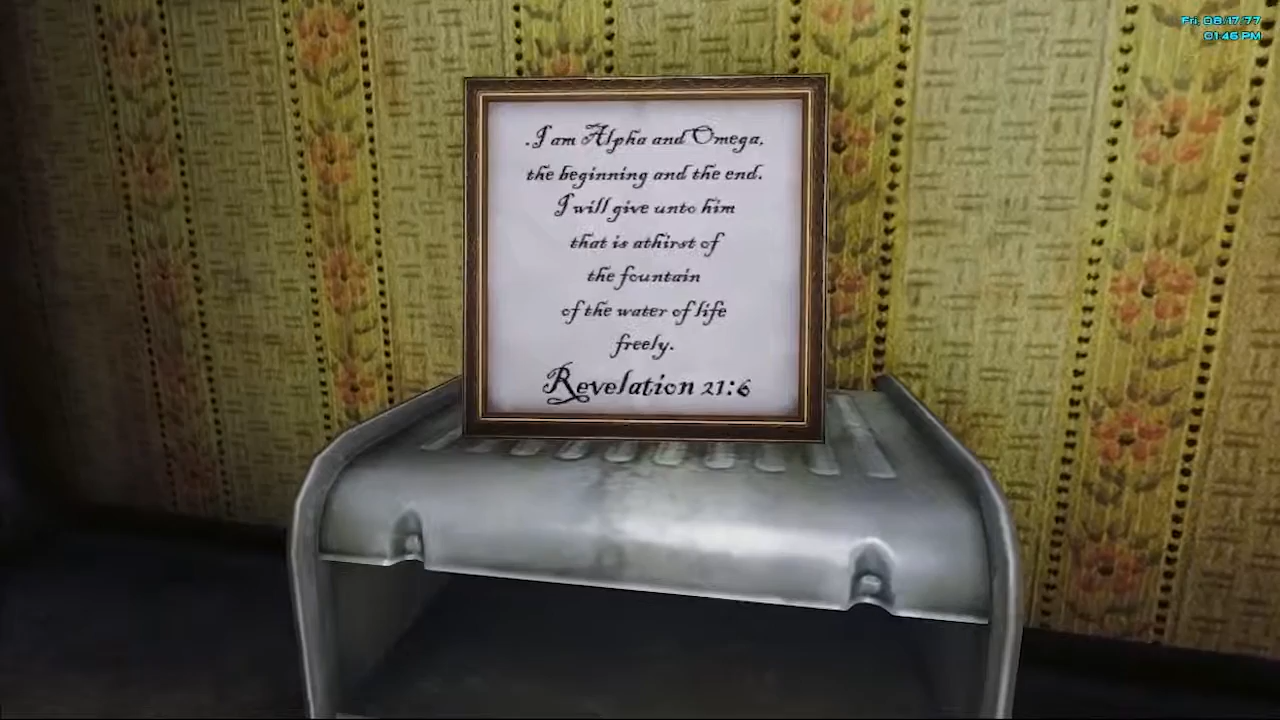 Fri, 08.17.77
01:46 PM
.I am Alpha and Omega,
the beginning and the end.
I will give unto him
that is athirst of
the fountain
of the water of life
freely.
Revelation 21:6